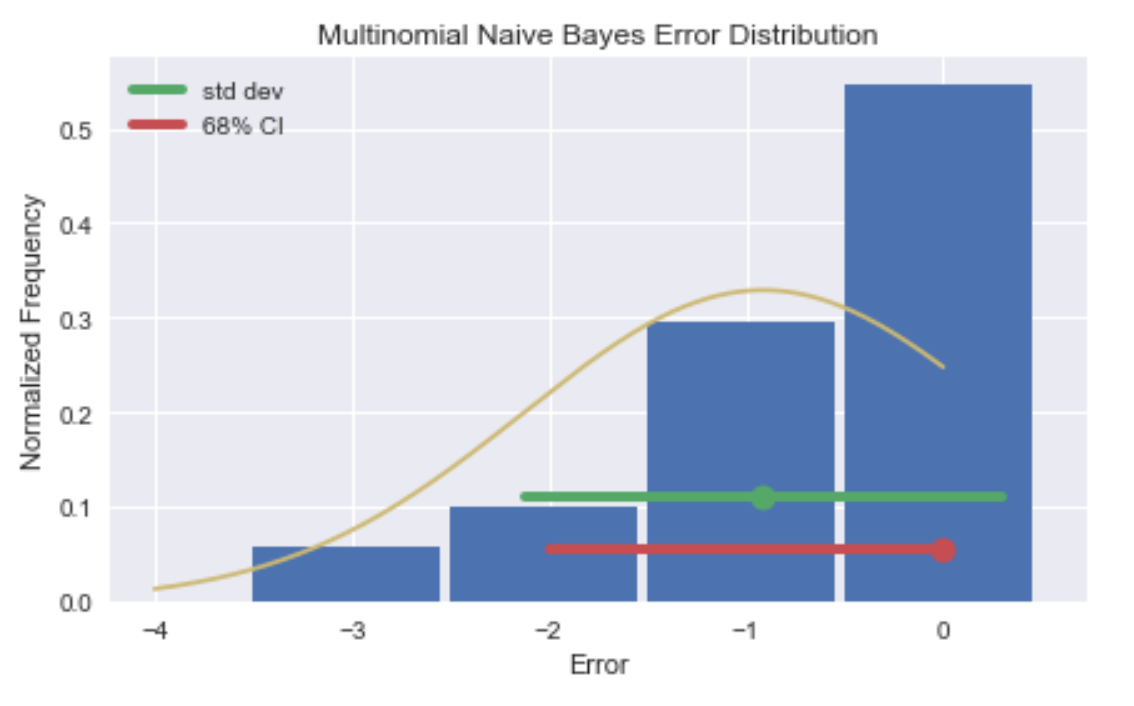 Multinomial Naive Bayes Error Distribution
std dev
68% CI
Normalized Frequency
0.5
0.4
0.3
0.2
0.1
0.0
−4 −3 −2 −1 0
Error